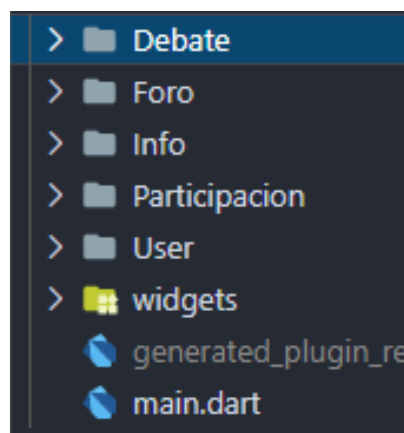 Debate
Foro
Info
Participacion
User
widgets
generated_plugin_re
main.dart